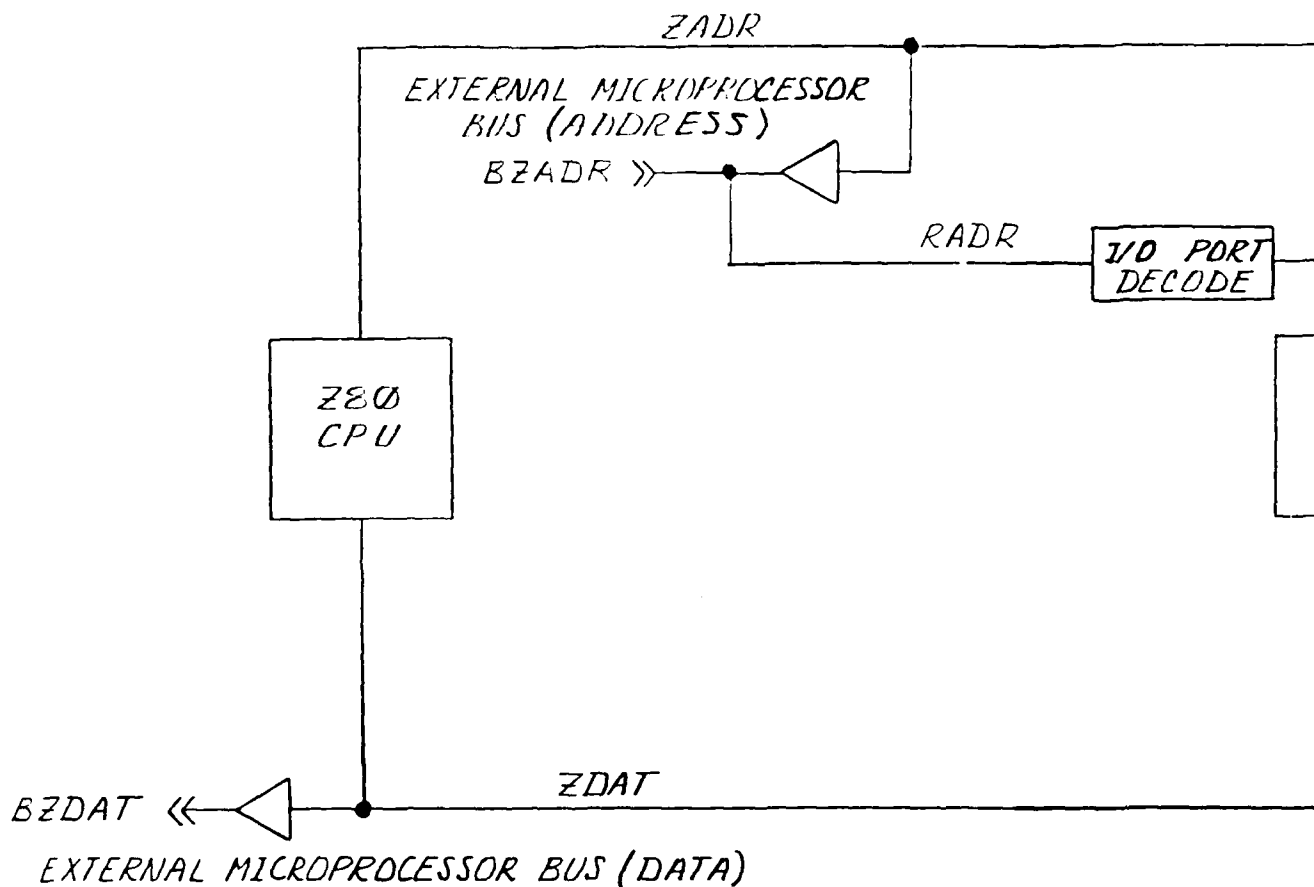 ZADR
EXTERNAL MICROPROCESSOR
BUS (ADDRESS)
BZADR
RADR
I/O PORT
DECODE
Z80
CPU
ZDAT
BZDAT
EXTERNAL MICROPROCESSOR BUS (DATA)